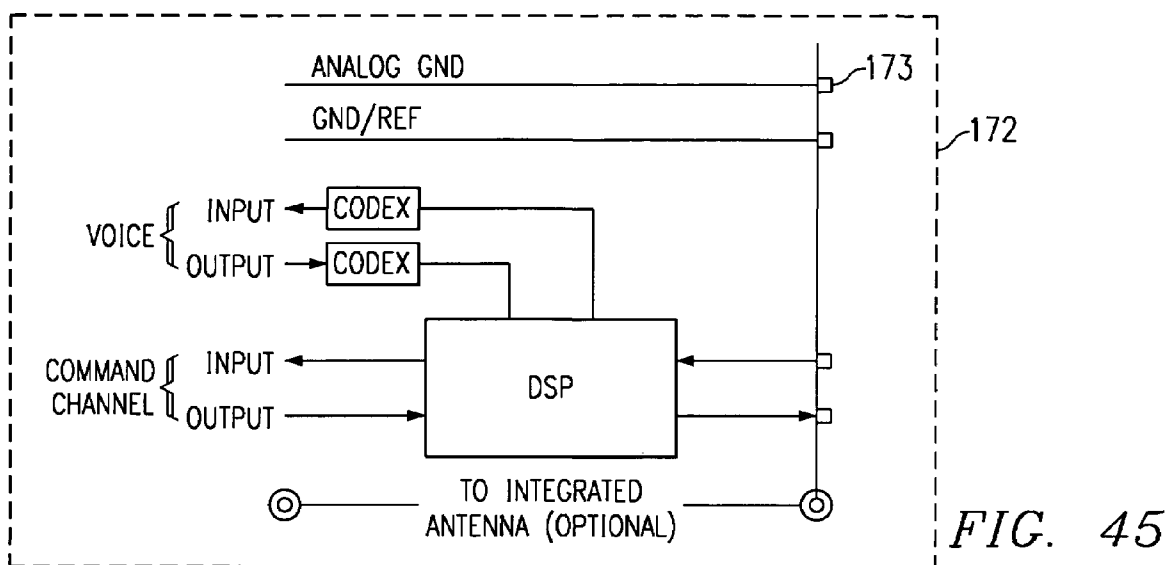 ANALOG GND
173
GND/REF
172
VOICE
INPUT
CODEX
OUTPUT
CODEX
COMMAND
CHANNEL
INPUT
OUTPUT
DSP
TO INTEGRATED
ANTENNA (OPTIONAL)
FIG. 45